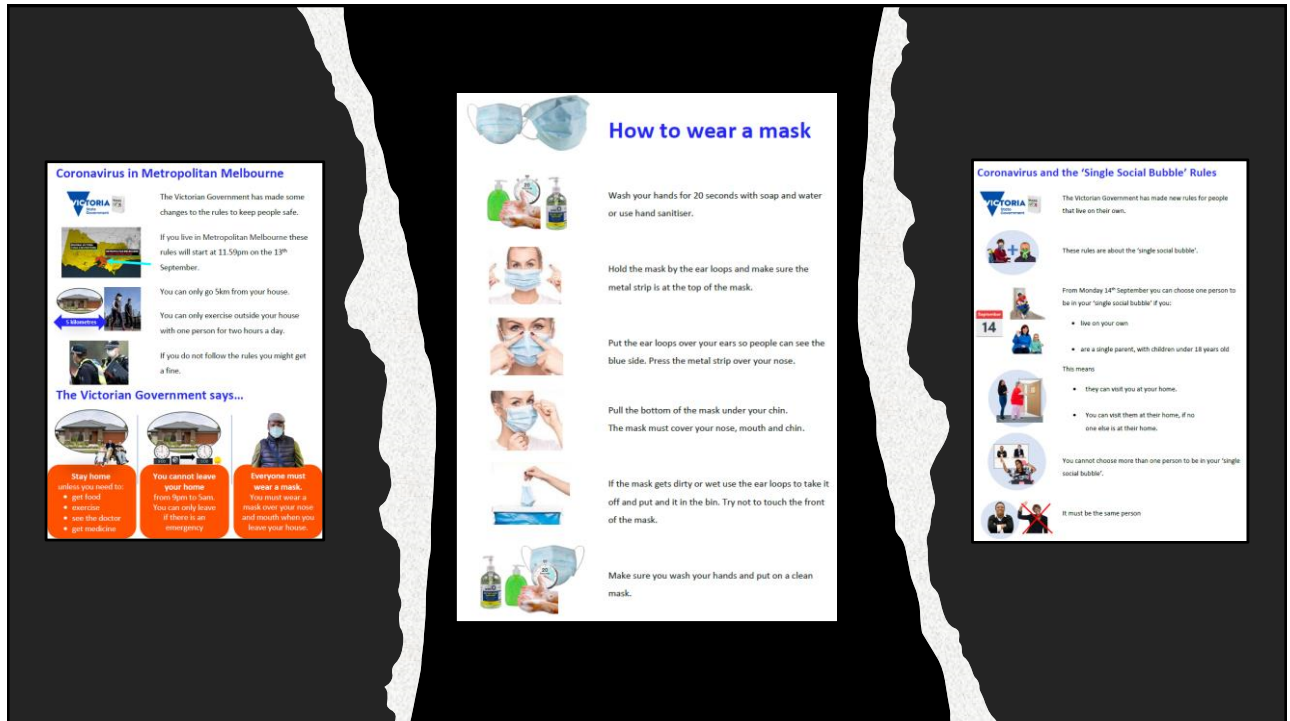 Coronavirus in Metropolitan Melbourne
VICTORIA
State
Government
The Victorian Government has made some
changes to the rules to keep people safe.
If you live in Metropolitan Melbourne these
rules will start at 11.59pm on the 13th
September.
You can only go 5km from your house.
5 kilometres
You can only exercise outside your house
with one person for two hours a day.
If you do not follow the rules you might get
a fine.
The Victorian Government says...
Stay home
unless you need to:
• get food
• exercise
• see the doctor
• get medicine
You cannot leave
your home
from 9pm to 5am.
You can only leave
if there is an
emergency
Everyone must
wear a mask.
You must wear a
mask over your nose
and mouth when you
leave your house.
How to wear a mask
Wash your hands for 20 seconds with soap and water
or use hand sanitiser.
Hold the mask by the ear loops and make sure the
metal strip is at the top of the mask.
Put the ear loops over your ears so people can see the
blue side. Press the metal strip over your nose.
Pull the bottom of the mask under your chin.
The mask must cover your nose, mouth and chin.
If the mask gets dirty or wet use the ear loops to take it
off and put and it in the bin. Try not to touch the front
of the mask.
20
Make sure you wash your hands and put on a clean
mask.
Coronavirus and the ‘Single Social Bubble’ Rules
VICTORIA
State
Government
The Victorian Government has made new rules for people
that live on their own.
These rules are about the ‘single social bubble’.
From Monday 14th September you can choose one person to
be in your ‘single social bubble’ if you:
September
14
• live on your own
• are a single parent, with children under 18 years old
This means
• they can visit you at your home.
• You can visit them at their home, if no
one else is at their home.
You cannot choose more than one person to be in your ‘single
social bubble’.
It must be the same person